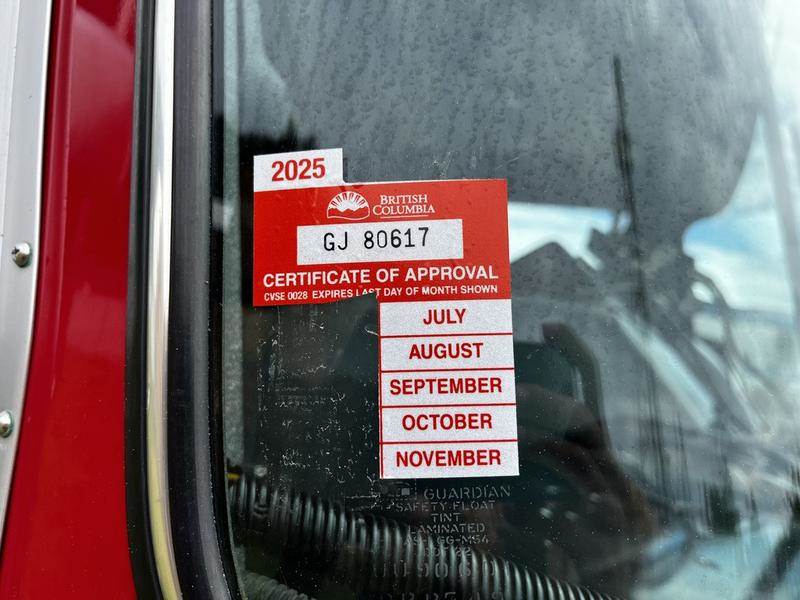 2025
BRITISH
COLUMBIA
GJ 80617
CERTIFICATE OF APPROVAL
CVSE 0028 EXPIRES LAST DAY OF MONTH SHOWN
JULY
AUGUST
SEPTEMBER
OCTOBER
NOVEMBER
GUARDIAN
SAFETY-FLOAT
TINT
LAMINATED